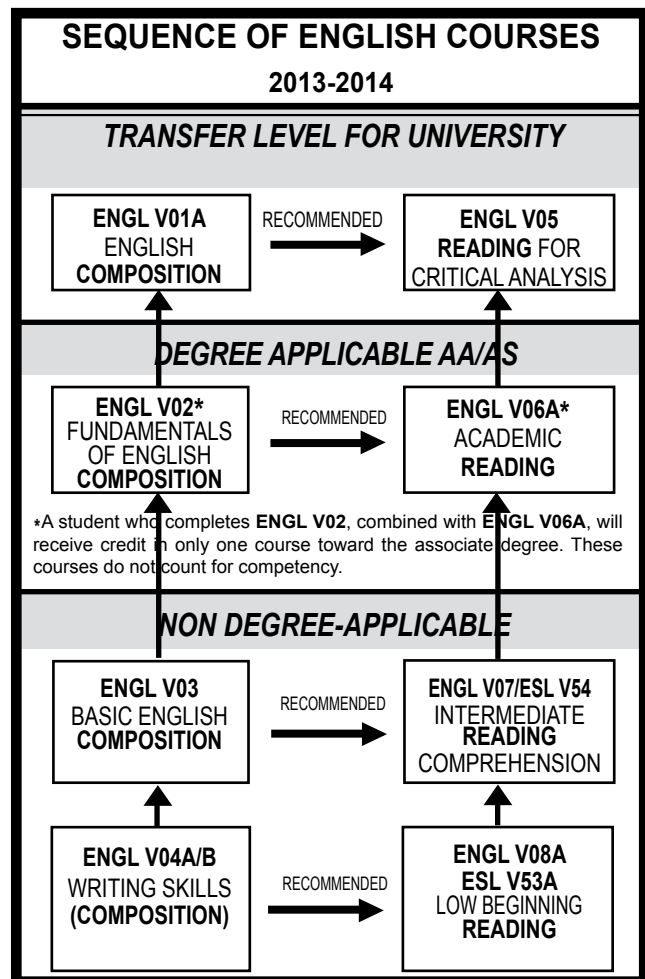 SEQUENCE OF ENGLISH COURSES
2013-2014
TRANSFER LEVEL FOR UNIVERSITY
ENGL V01A
ENGLISH
COMPOSITION
RECOMMENDED
ENGL V05
READING FOR
CRITICAL ANALYSIS
DEGREE APPLICABLE AA/AS
ENGL V02*
FUNDAMENTALS
OF ENGLISH
COMPOSITION
RECOMMENDED
ENGL V06A*
ACADEMIC
READING
*A student who completes ENGL V02, combined with ENGL V06A, will
receive credit in only one course toward the associate degree. These
courses do not count for competency.
NON DEGREE-APPLICABLE
ENGL V03
BASIC ENGLISH
COMPOSITION
RECOMMENDED
ENGL V07/ESL V54
INTERMEDIATE
READING
COMPREHENSION
ENGL V04A/B
WRITING SKILLS
(COMPOSITION)
RECOMMENDED
ENGL V08A
ESL V53A
LOW BEGINNING
READING